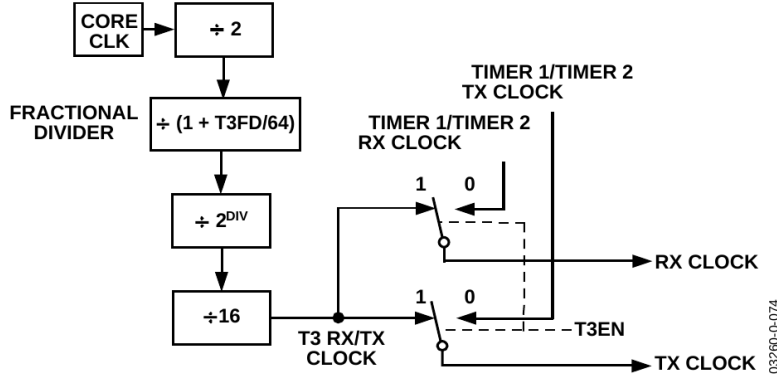 CORE
CLK
÷ 2
TIMER 1/TIMER 2
TX CLOCK
FRACTIONAL
DIVIDER
÷ (1 + T3FD/64)
TIMER 1/TIMER 2
RX CLOCK
1 0
÷ 2DIV
RX CLOCK
1 0
÷16
T3 RX/TX
CLOCK
T3EN
TX CLOCK
03260-0-074